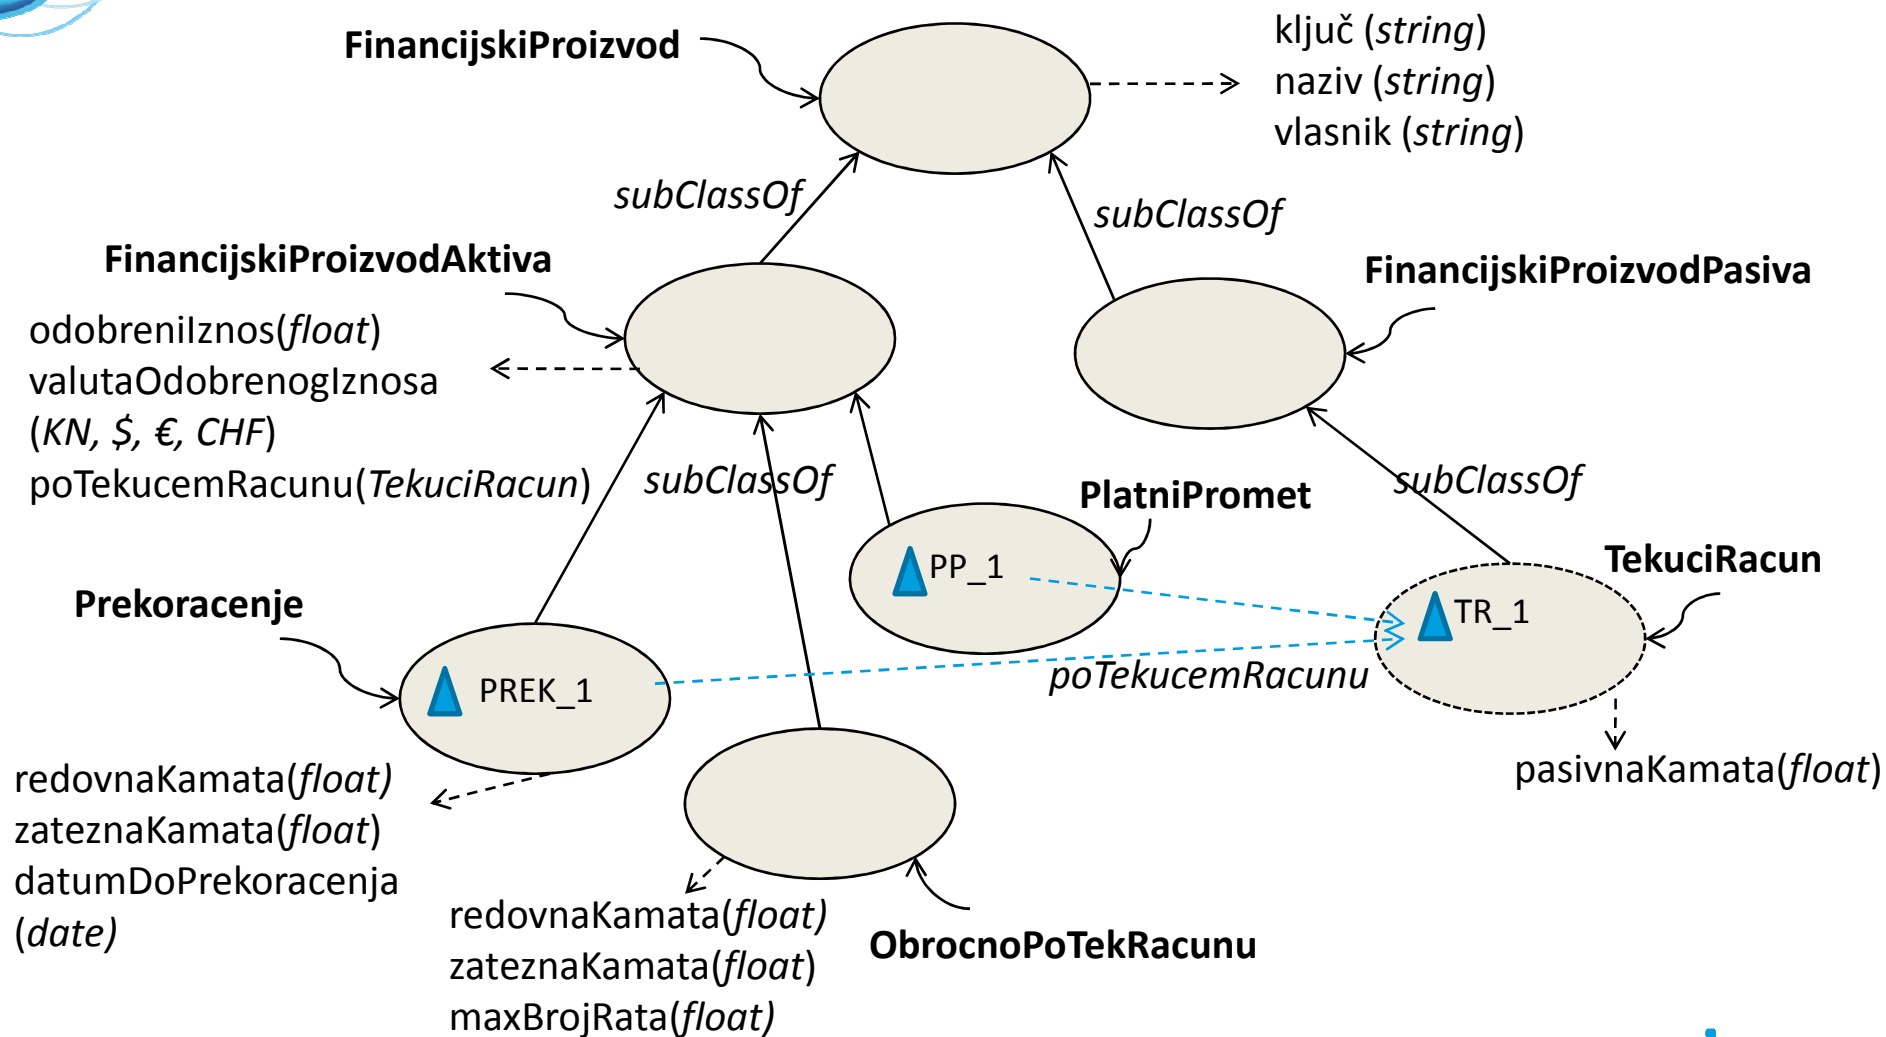 FinancijskiProizvod
ključ (string)
naziv (string)
vlasnik (string)
subClassOf
subClassOf
FinancijskiProizvodAktiva
FinancijskiProizvodPasiva
odobreniIznos(float)
valutaOdobrenogIznosa
(KN, $, €, CHF)
poTekucemRacunu(TekuciRacun)
subClassOf
subClassOf
PlatniPromet
PP_1
TekuciRacun
TR_1
Prekoracenje
PREK_1
poTekucemRacunu
pasivnaKamata(float)
redovnaKamata(float)
zateznaKamata(float)
datumDoPrekoracenja
(date)
redovnaKamata(float)
zateznaKamata(float)
maxBrojRata(float)
ObrocnoPoTekRacunu